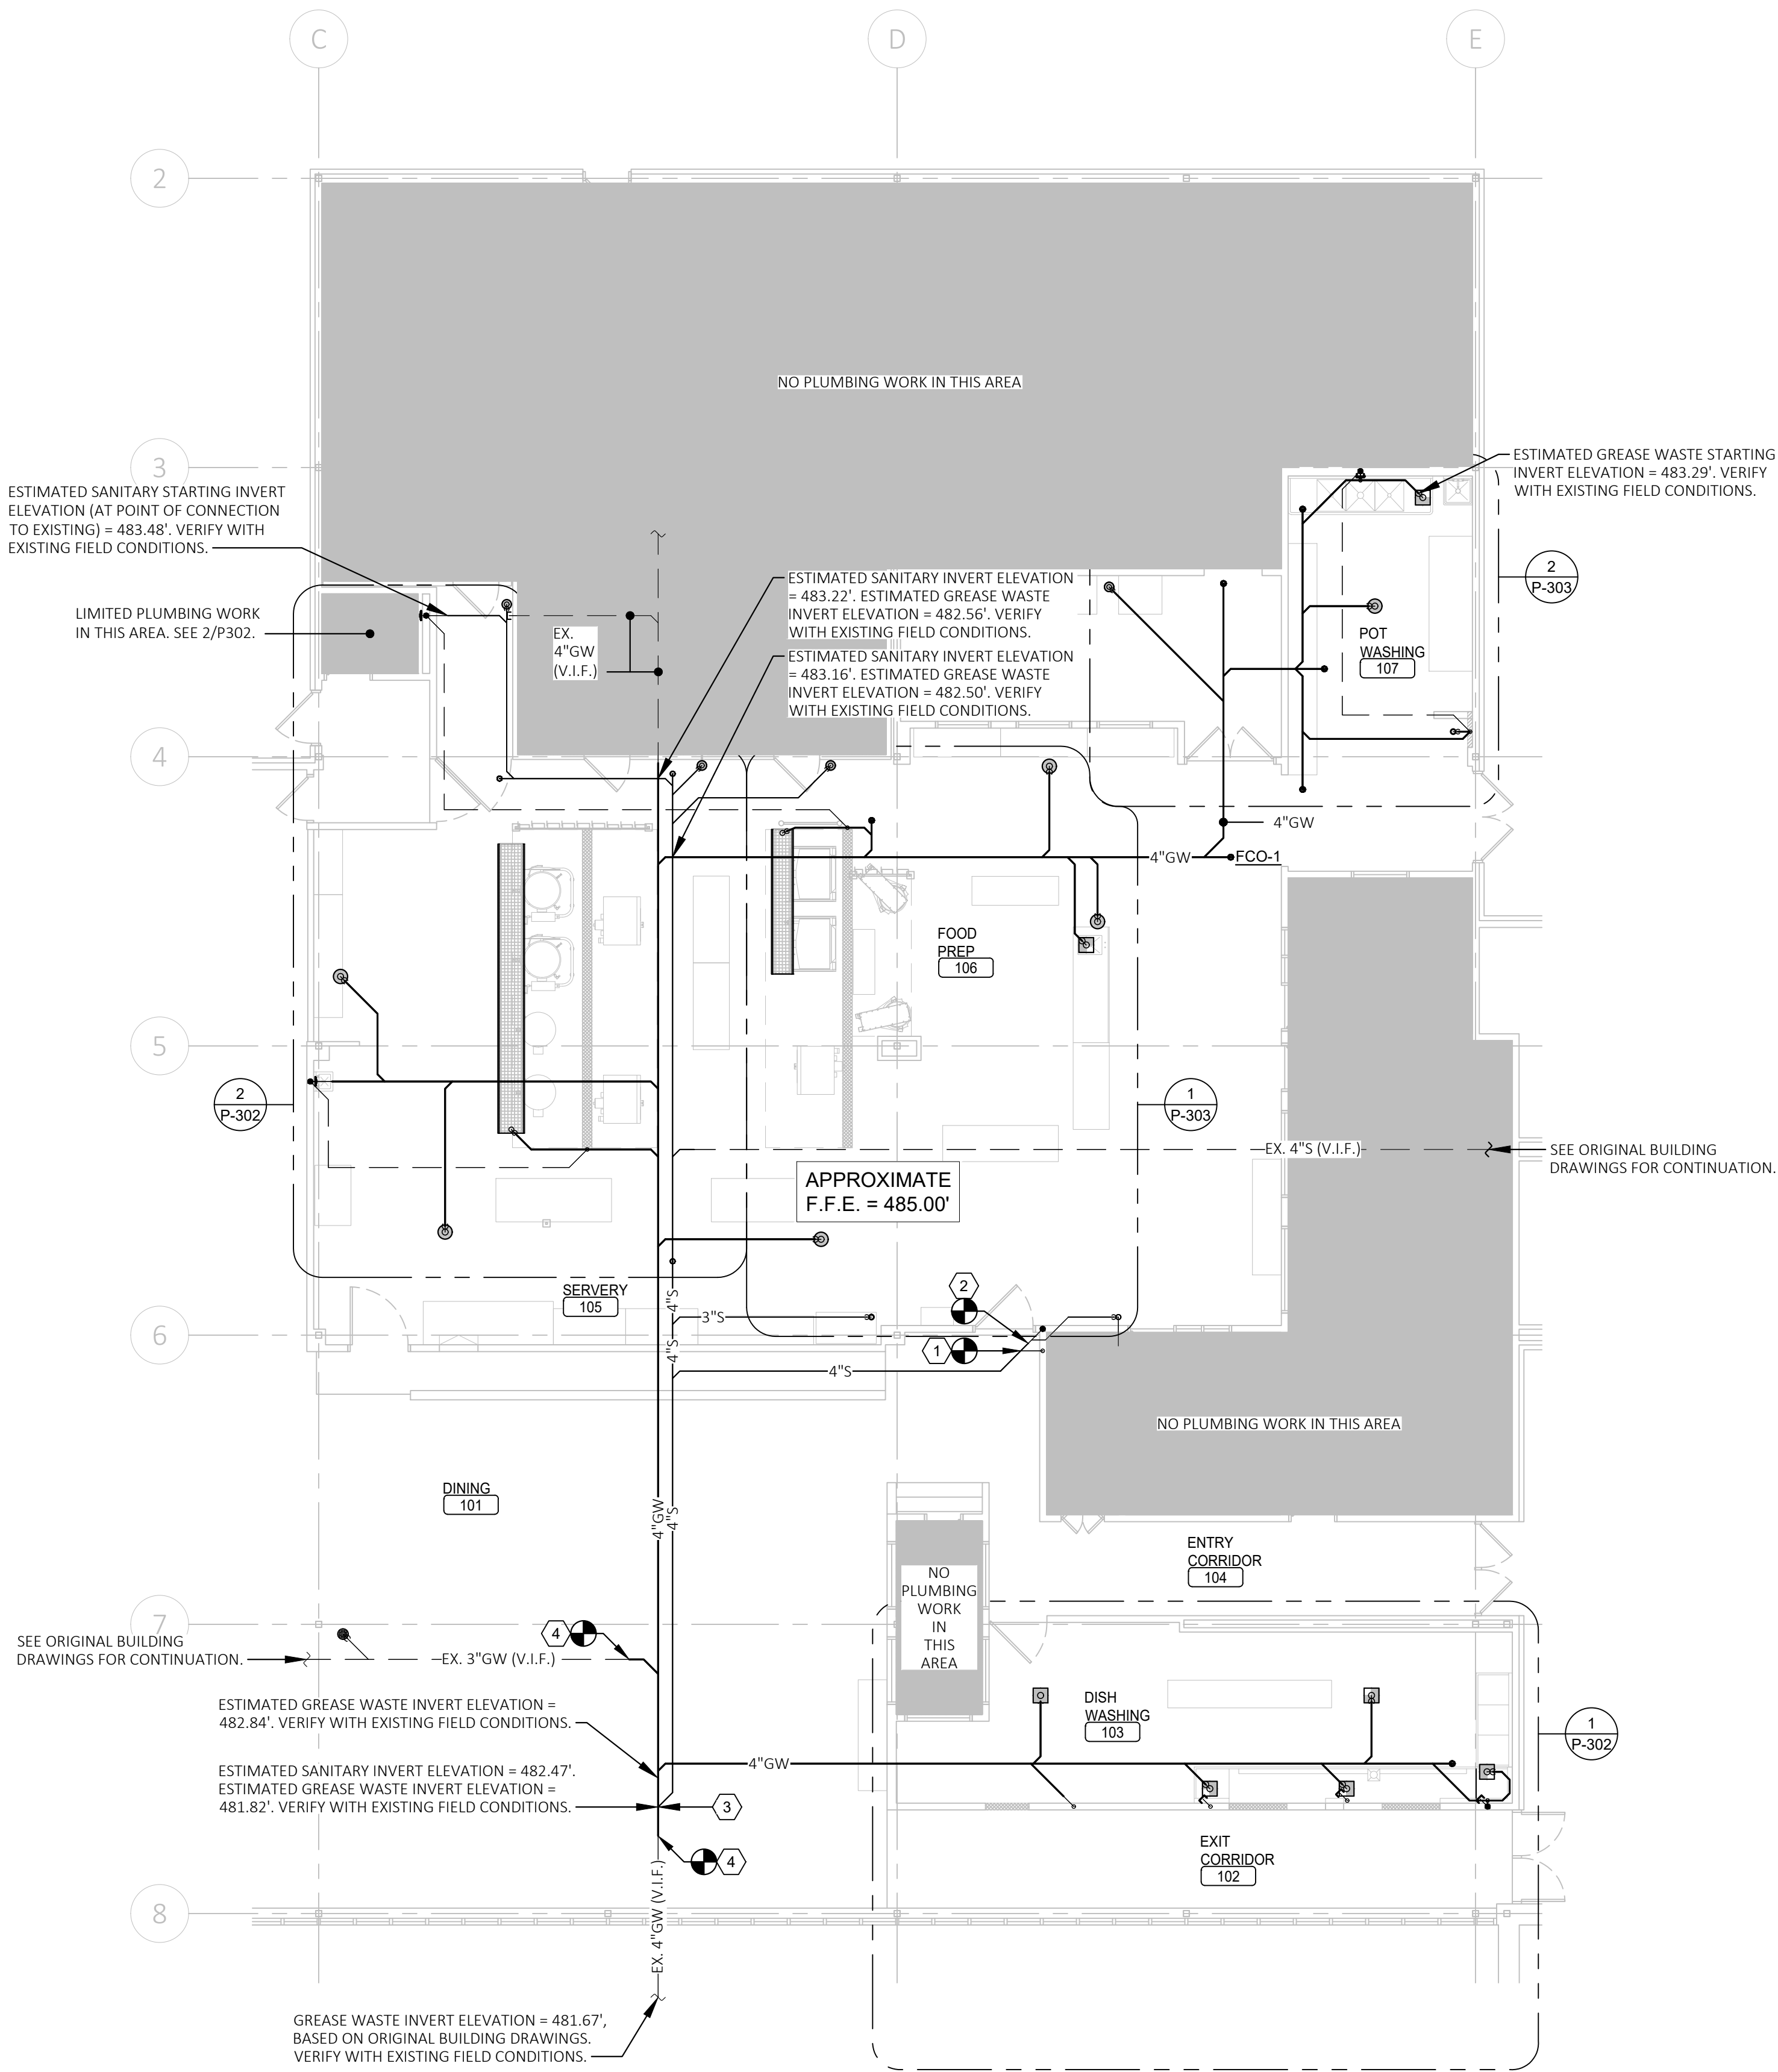 C
D
E
2
NO PLUMBING WORK IN THIS AREA
3
ESTIMATED GREASE WASTE STARTING
INVERT ELEVATION = 483.29'. VERIFY
WITH EXISTING FIELD CONDITIONS.
ESTIMATED SANITARY STARTING INVERT
ELEVATION (AT POINT OF CONNECTION
TO EXISTING) = 483.48'. VERIFY WITH
EXISTING FIELD CONDITIONS.
2
P-303
ESTIMATED SANITARY INVERT ELEVATION
= 483.22'. ESTIMATED GREASE WASTE
INVERT ELEVATION = 482.56'. VERIFY
WITH EXISTING FIELD CONDITIONS.
LIMITED PLUMBING WORK
IN THIS AREA. SEE 2/P302.
EX.
4"GW
(V.I.F.)
POT
WASHING
107
ESTIMATED SANITARY INVERT ELEVATION
= 483.16'. ESTIMATED GREASE WASTE
INVERT ELEVATION = 482.50'. VERIFY
WITH EXISTING FIELD CONDITIONS.
4
4"GW
4"GW
FCO-1
FOOD
PREP
106
5
2
P-302
1
P-303
EX. 4"S (V.I.F.)
SEE ORIGINAL BUILDING
DRAWINGS FOR CONTINUATION.
APPROXIMATE
F.F.E. = 485.00'
SERVERY
105
4"S
2
3"S
6
4"S
1
4"S
NO PLUMBING WORK IN THIS AREA
DINING
101
4"GW
4"S
ENTRY
CORRIDOR
104
NO
PLUMBING
WORK
IN
THIS
AREA
7
4
SEE ORIGINAL BUILDING
DRAWINGS FOR CONTINUATION.
EX. 3"GW (V.I.F.)
ESTIMATED GREASE WASTE INVERT ELEVATION =
482.84'. VERIFY WITH EXISTING FIELD CONDITIONS.
DISH
WASHING
103
1
P-302
4"GW
ESTIMATED SANITARY INVERT ELEVATION = 482.47'.
ESTIMATED GREASE WASTE INVERT ELEVATION =
481.82'. VERIFY WITH EXISTING FIELD CONDITIONS.
3
4
EXIT
CORRIDOR
102
8
EX. 4"GW (V.I.F.)
GREASE WASTE INVERT ELEVATION = 481.67',
BASED ON ORIGINAL BUILDING DRAWINGS.
VERIFY WITH EXISTING FIELD CONDITIONS.